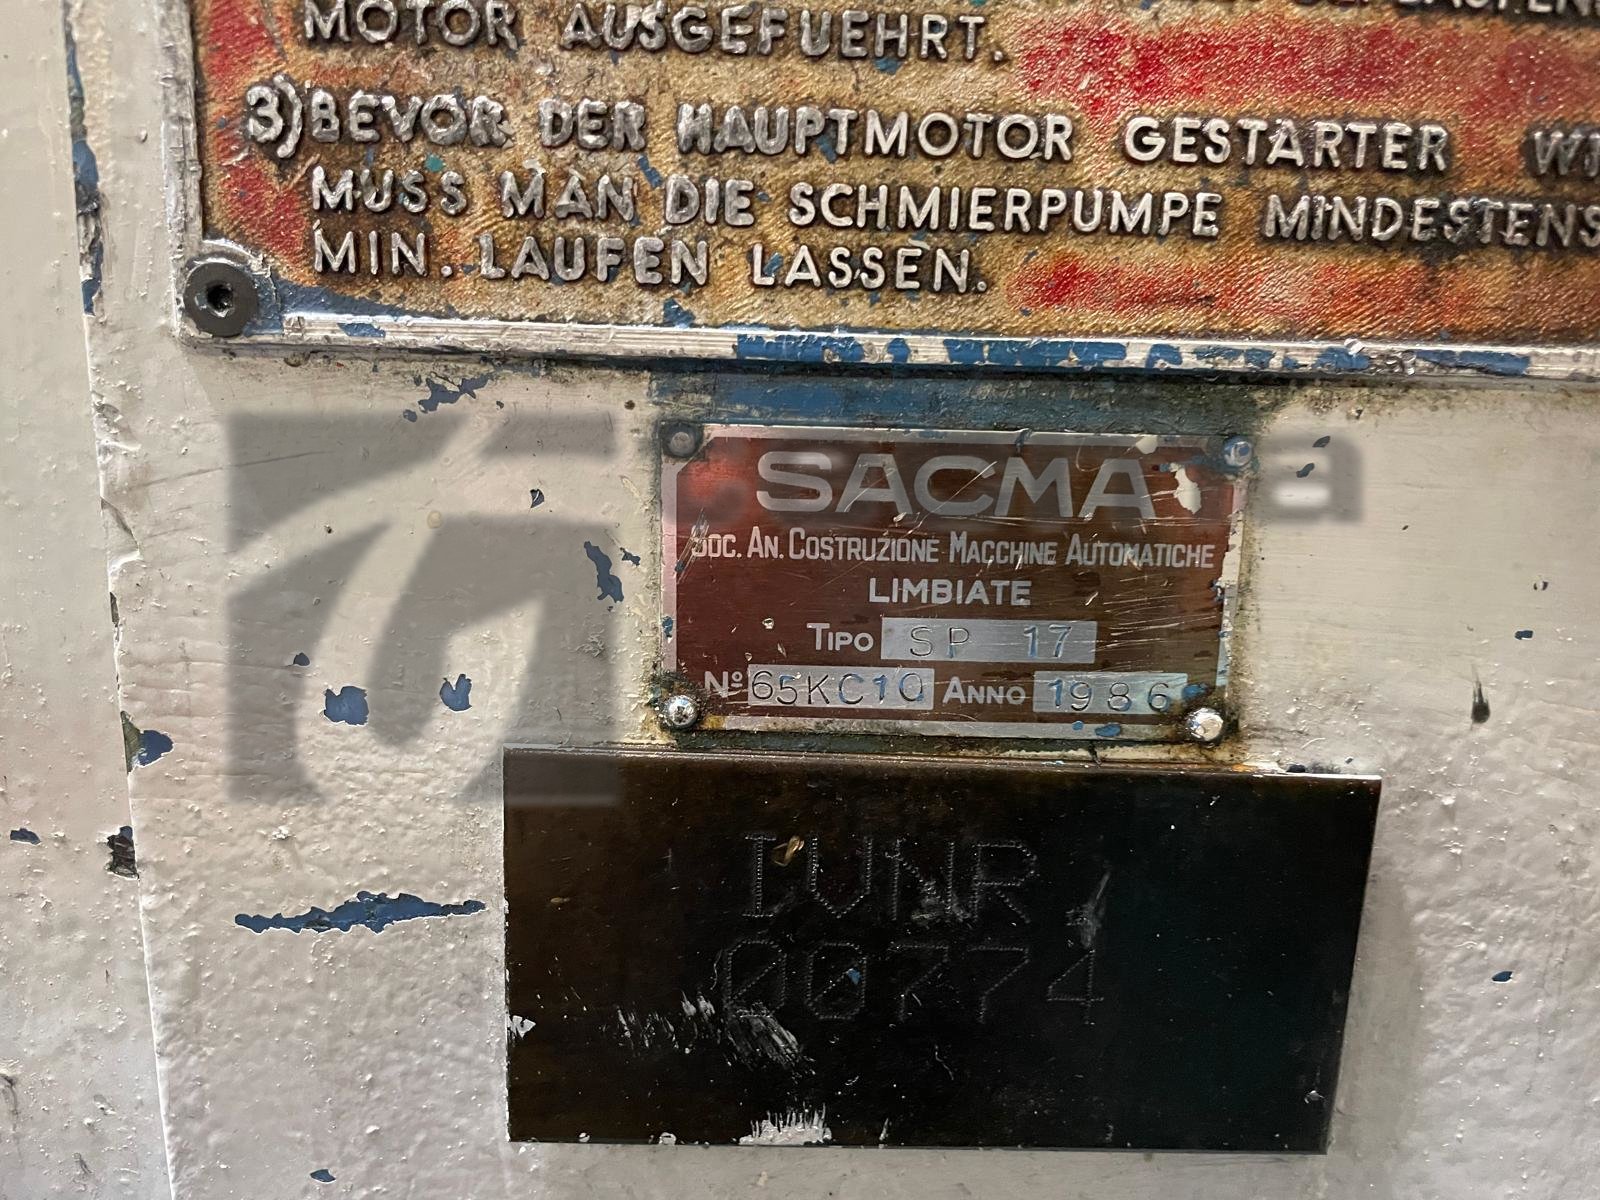 MOTOR AUSGEFUEHRT.
3) BEVOR DER HAUPTMOTOR GESTARTER
MUSS MAN DIE SCHMIERPUMPE MINDESTENS
MIN. LAUFEN LASSEN.
SACMA
SOC. AN. COSTRUZIONE MACCHINE AUTOMATICHE
LIMBIATE
TIPO SP 17
Nº 65KC10 ANNO 1986
IVNR
00774